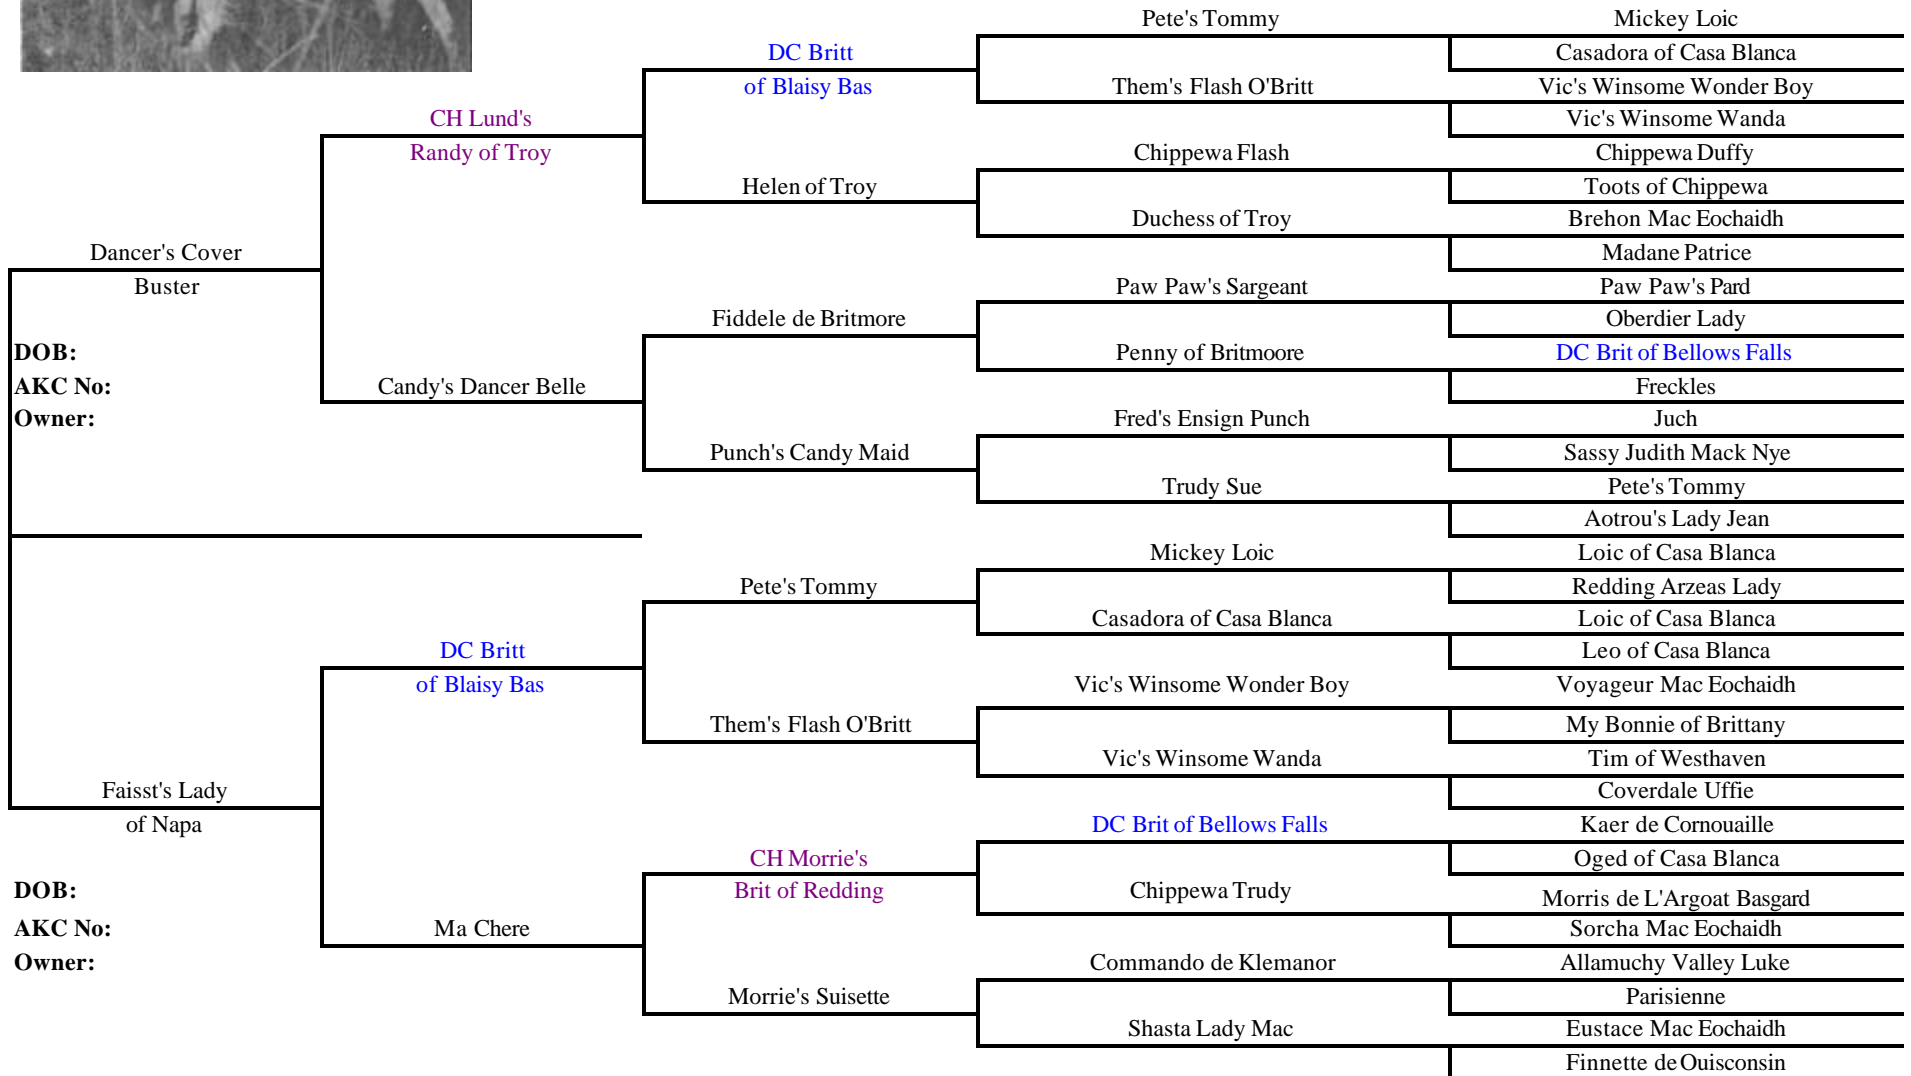 Pete's Tommy Mickey Loic
DC Britt Casadora of Casa Blanca
of Blaisy Bas Them's Flash O'Britt Vic's Winsome Wonder Boy
CH Lund's Vic's Winsome Wanda
Randy of Troy Chippewa Flash Chippewa Duffy
Helen of Troy Toots of Chippewa
Duchess of Troy Brehon Mac Eochaidh
Dancer's Cover Madane Patrice
Buster Paw Paw's Sargeant Paw Paw's Pard
Fiddele de Britmore Oberdier Lady
DOB: Penny of Britmoore DC Brit of Bellows Falls
AKC No: Candy's Dancer Belle Freckles
Owner: Fred's Ensign Punch Juch
Punch's Candy Maid Sassy Judith Mack Nye
Trudy Sue Pete's Tommy
Aotrou's Lady Jean
Mickey Loic Loic of Casa Blanca
Pete's Tommy Redding Arzeas Lady
Casadora of Casa Blanca Loic of Casa Blanca
DC Britt Leo of Casa Blanca
of Blaisy Bas Vic's Winsome Wonder Boy Voyageur Mac Eochaidh
Them's Flash O'Britt My Bonnie of Brittany
Vic's Winsome Wanda Tim of Westhaven
Faisst's Lady Coverdale Uffie
of Napa DC Brit of Bellows Falls Kaer de Cornouaille
CH Morrie's Oged of Casa Blanca
DOB: Brit of Redding Chippewa Trudy Morris de L'Argoat Basgard
AKC No: Ma Chere Sorcha Mac Eochaidh
Owner: Commando de Klemanor Allamuchy Valley Luke
Morrie's Suisette Parisienne
Shasta Lady Mac Eustace Mac Eochaidh
Finnette de Ouisconsin